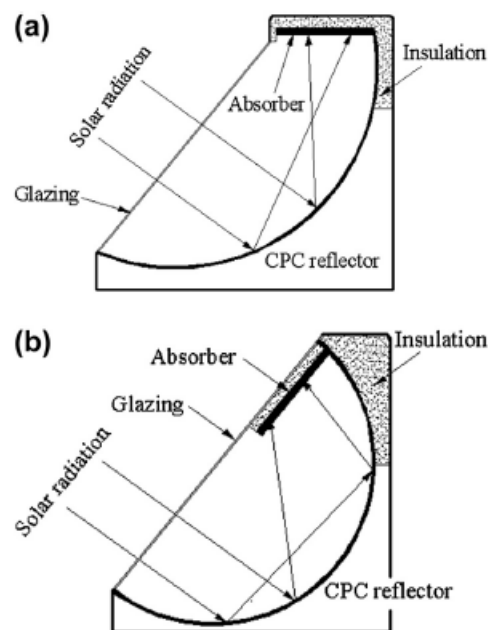 (a)
Insulation
Absorber
Solar radiation
Glazing
CPC reflector
(b)
Insulation
Absorber
Glazing
Solar radiation
CPC reflector